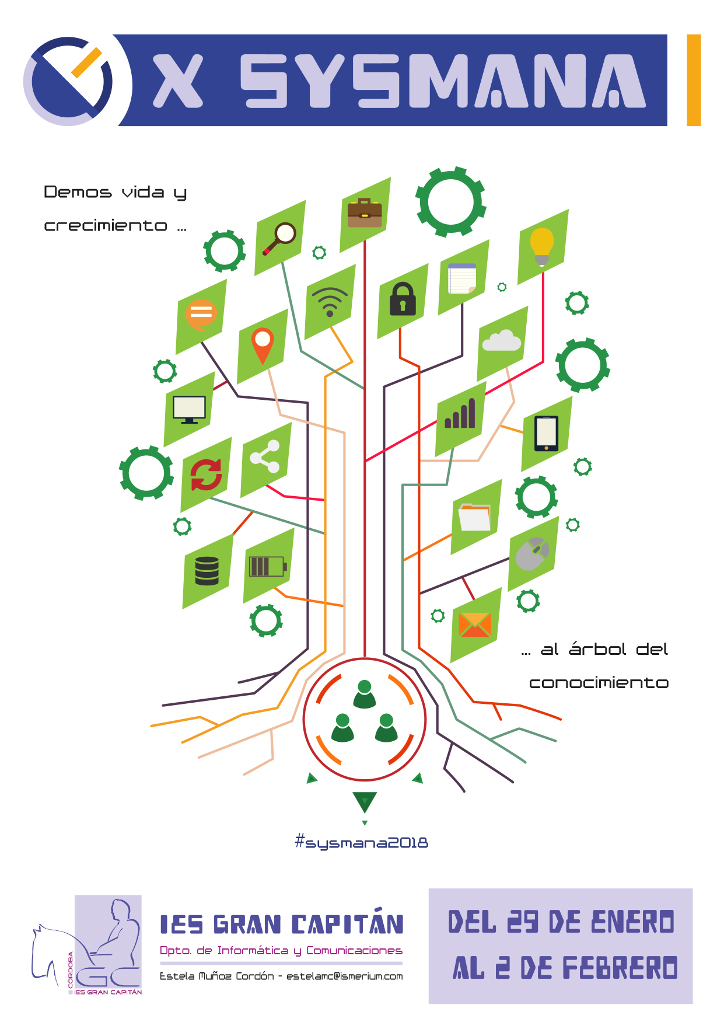 X SYSMANA
Demos vida y
crecimiento ...
... al árbol del
conocimiento
#sysmana2018
CÓRDOBA
GC
© IES GRAN CAPITÁN
IES GRAN CAPITÁN
Dpto. de Informática y Comunicaciones
Estela Muñoz Cordón - estelamc@ismerium.com
DEL 29 DE ENERO
AL 2 DE FEBRERO